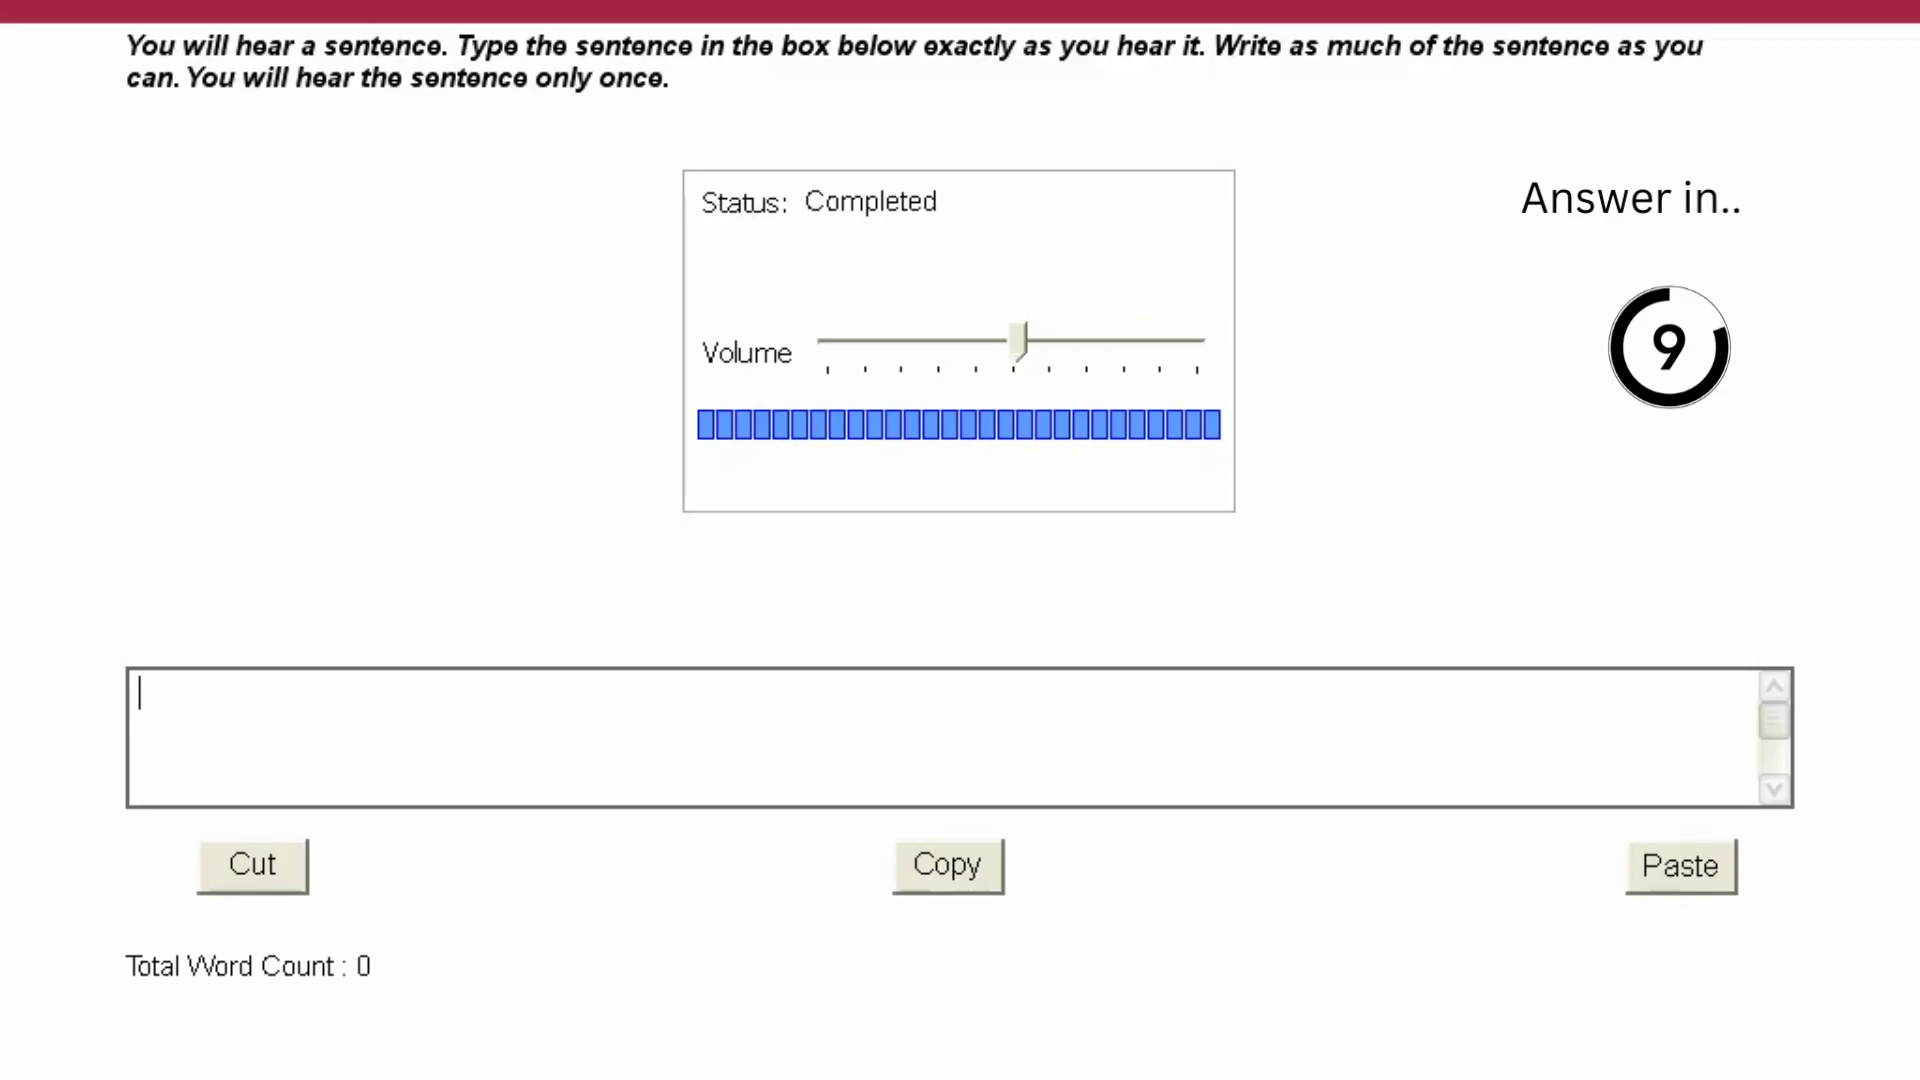 You will hear a sentence. Type the sentence in the box below exactly as you hear it. Write as much of the sentence as you
can. You will hear the sentence only once.
Status: Completed
Answer in..
Volume
9
Cut
Copy
Paste
Total Word Count : 0